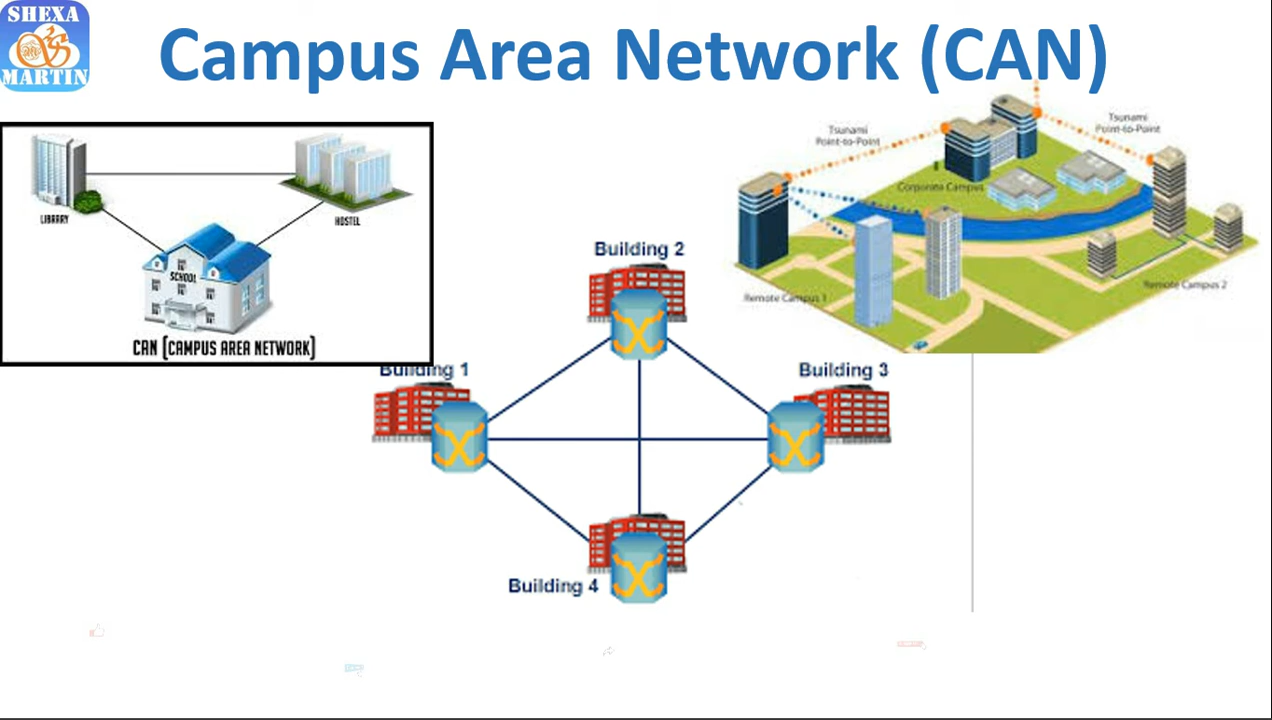 SHEXA
MARTIN
Campus Area Network (CAN)
LIBRARY
HOSTEL
SCHOOL
CAN [CAMPUS AREA NETWORK]
Tsunami
Point-to-Point
Tsunami
Point-to-Point
Corporate Campus
Remote Campus 1
Remote Campus 2
Building 2
Building 1
Building 3
Building 4